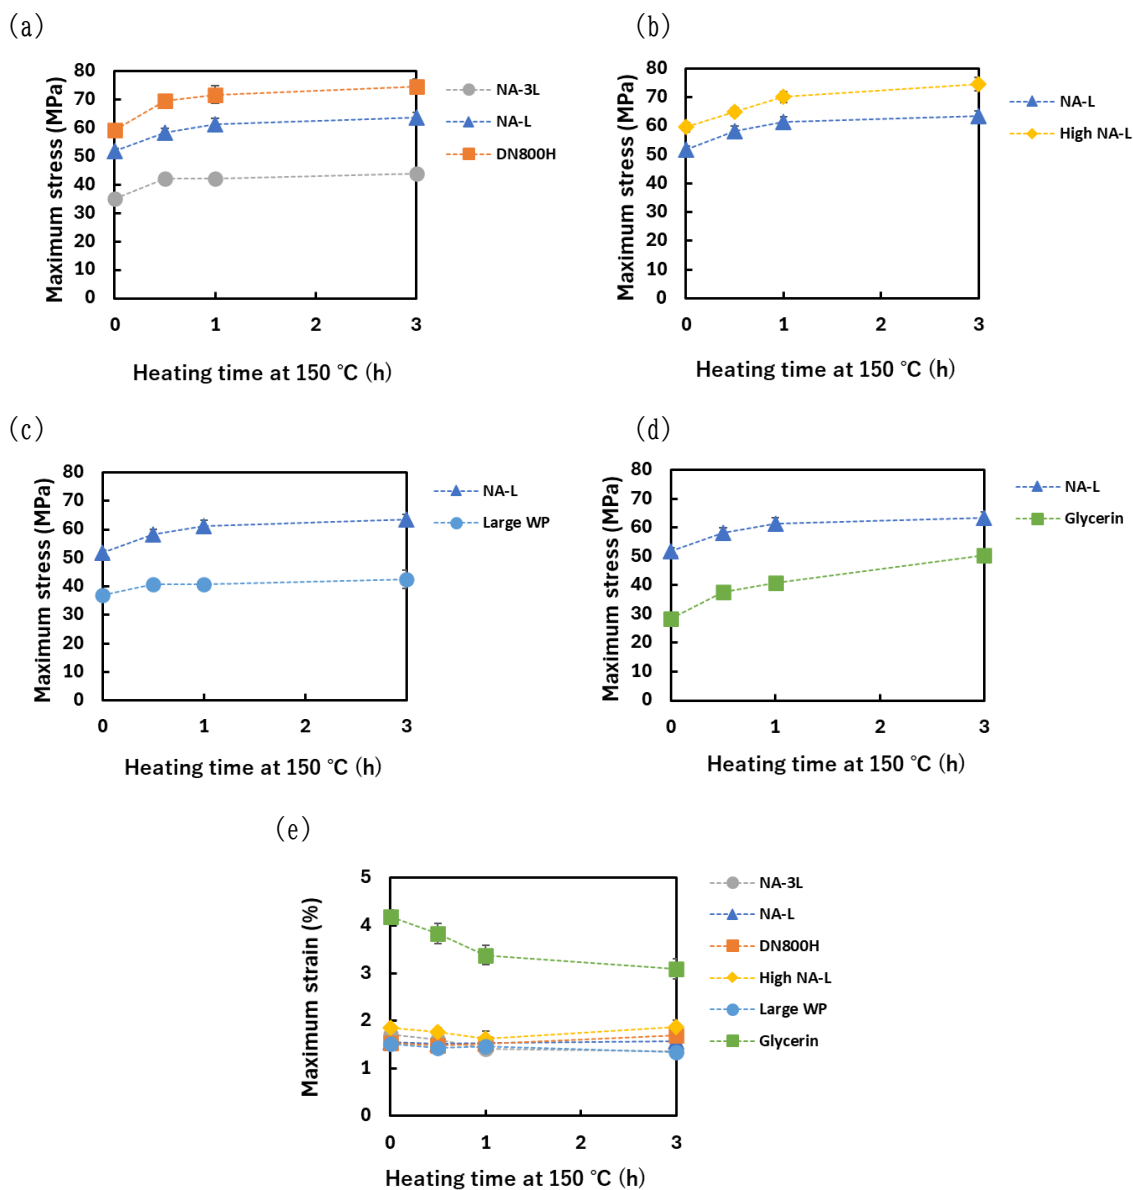 (a)
Maximum stress (MPa)
80
70
60
50
40
30
20
10
0
0 1 2 3
Heating time at 150 ℃ (h)
NA-3L
NA-L
DN800H
(b)
Maximum stress (MPa)
80
70
60
50
40
30
20
10
0
0 1 2 3
Heating time at 150 ℃ (h)
NA-L
High NA-L
(c)
Maximum stress (MPa)
80
70
60
50
40
30
20
10
0
0 1 2 3
Heating time at 150 ℃ (h)
NA-L
Large WP
(d)
Maximum stress (MPa)
80
70
60
50
40
30
20
10
0
0 1 2 3
Heating time at 150 ℃ (h)
NA-L
Glycerin
(e)
Maximum strain (%)
5
4
3
2
1
0
0 1 2 3
Heating time at 150 ℃ (h)
NA-3L
NA-L
DN800H
High NA-L
Large WP
Glycerin